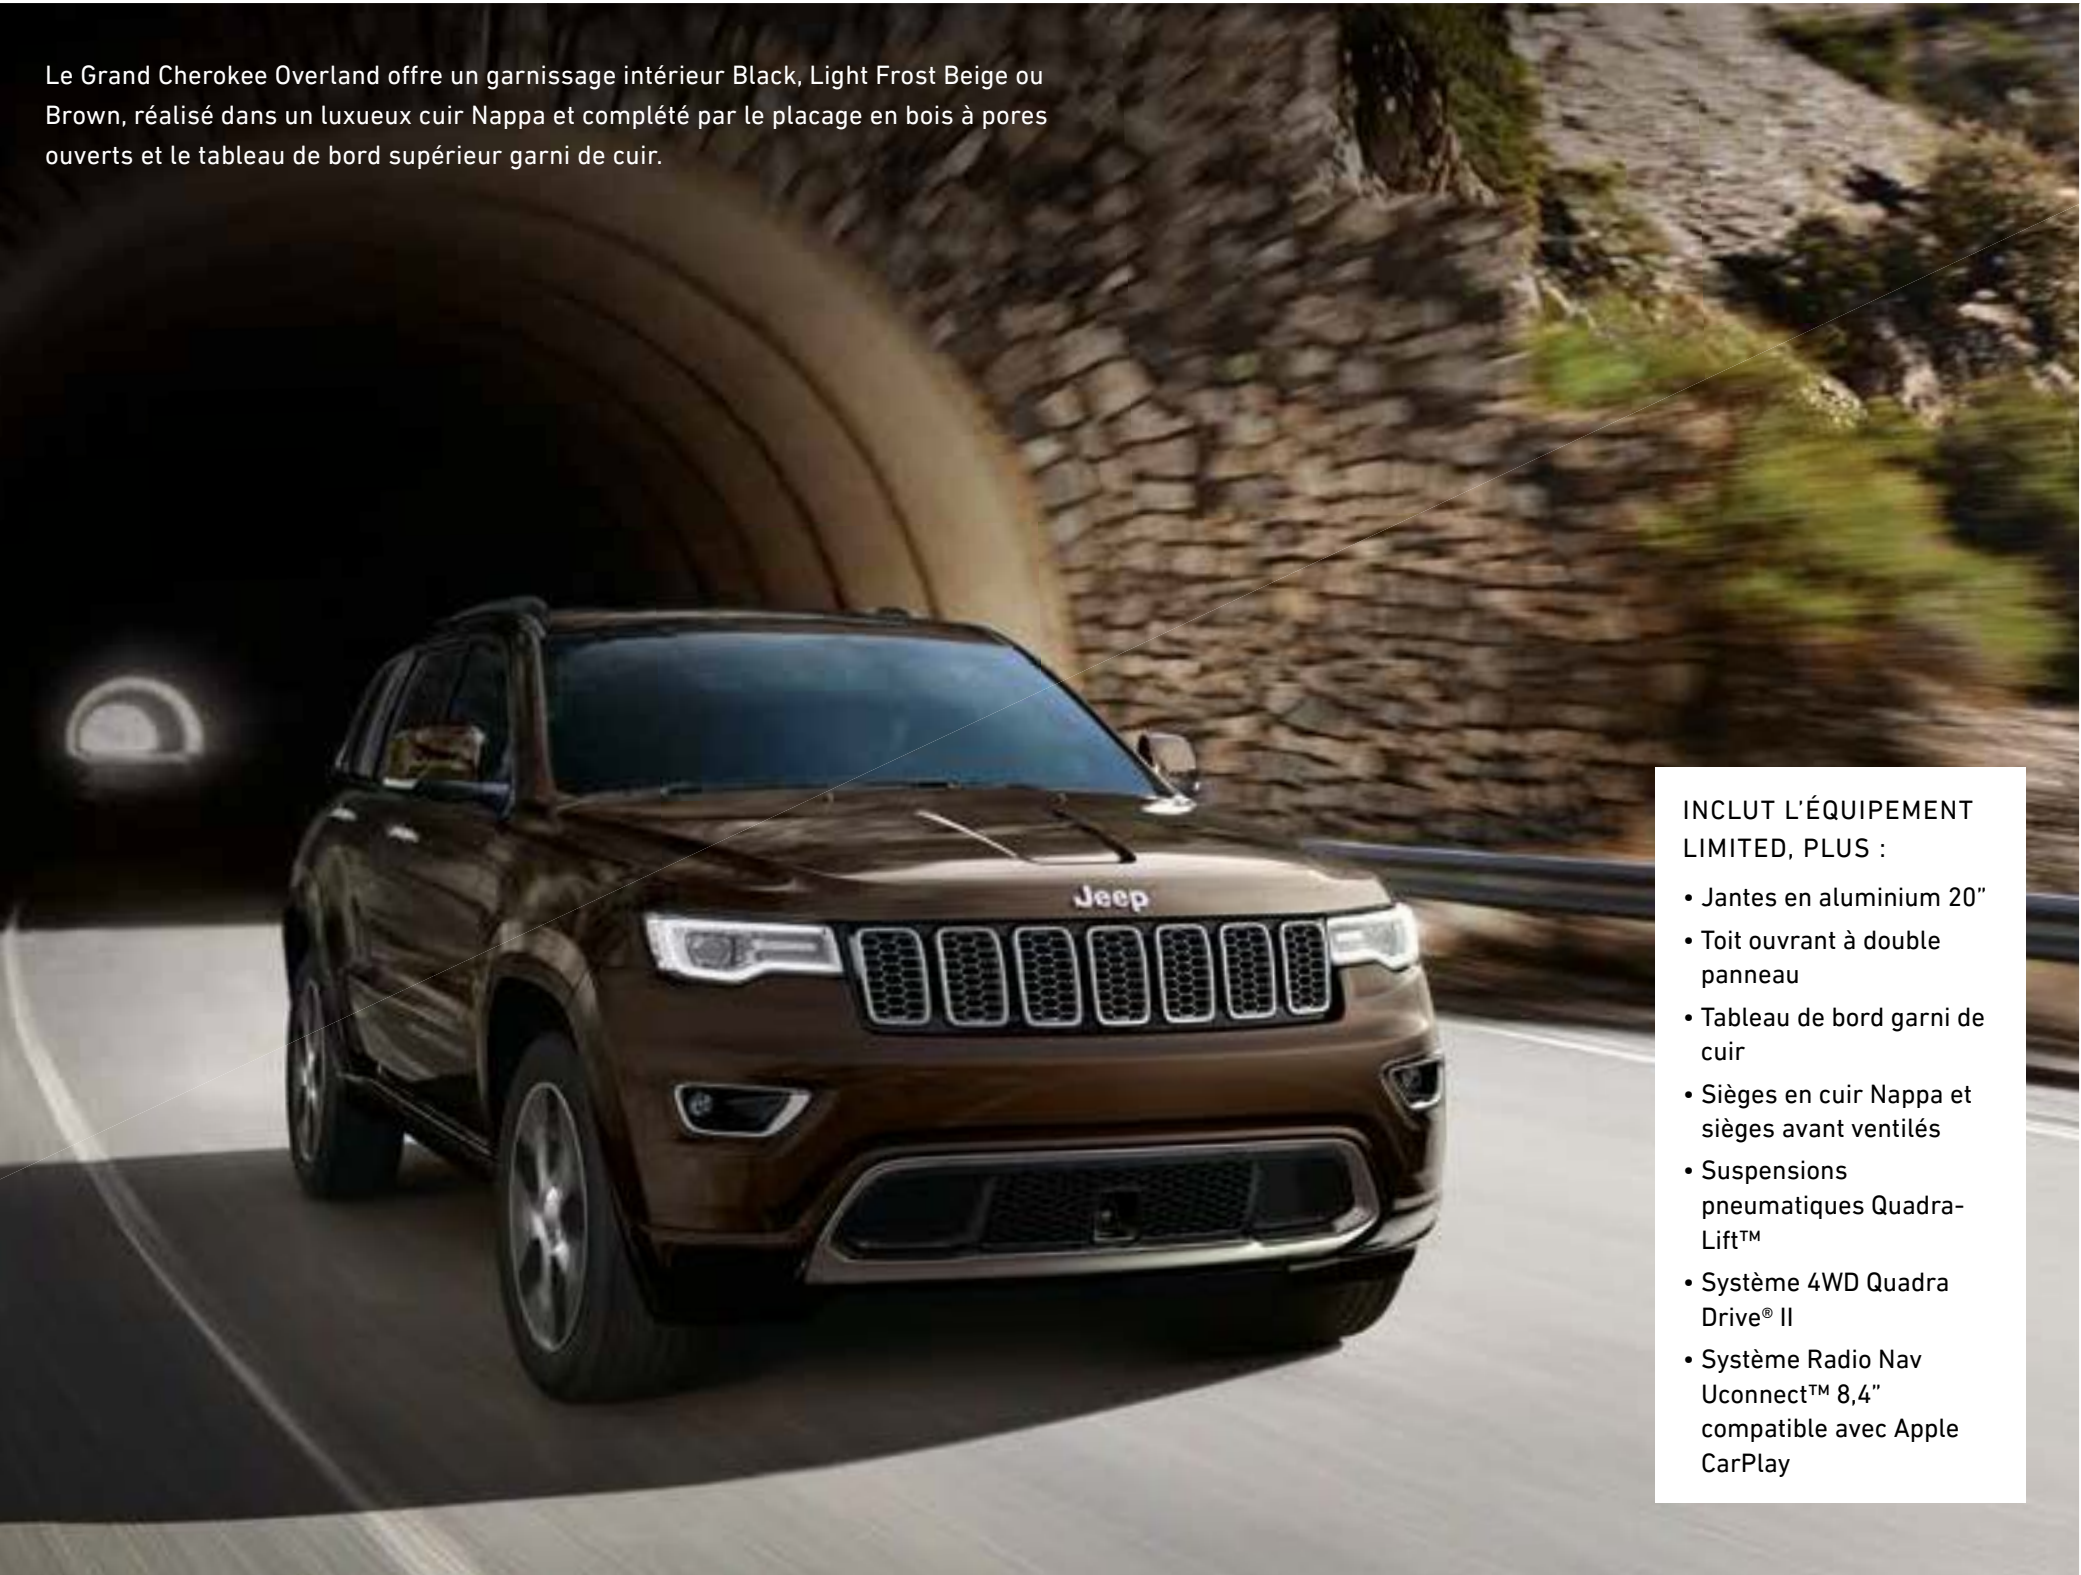 Le Grand Cherokee Overland offre un garnissage intérieur Black, Light Frost Beige ou
Brown, réalisé dans un luxueux cuir Nappa et complété par le placage en bois à pores
ouverts et le tableau de bord supérieur garni de cuir.
Jeep
INCLUT L’ÉQUIPEMENT
LIMITED, PLUS :
• Jantes en aluminium 20”
• Toit ouvrant à double
panneau
• Tableau de bord garni de
cuir
• Sièges en cuir Nappa et
sièges avant ventilés
• Suspensions
pneumatiques Quadra-
Lift™
• Système 4WD Quadra
Drive® II
• Système Radio Nav
Uconnect™ 8,4”
compatible avec Apple
CarPlay